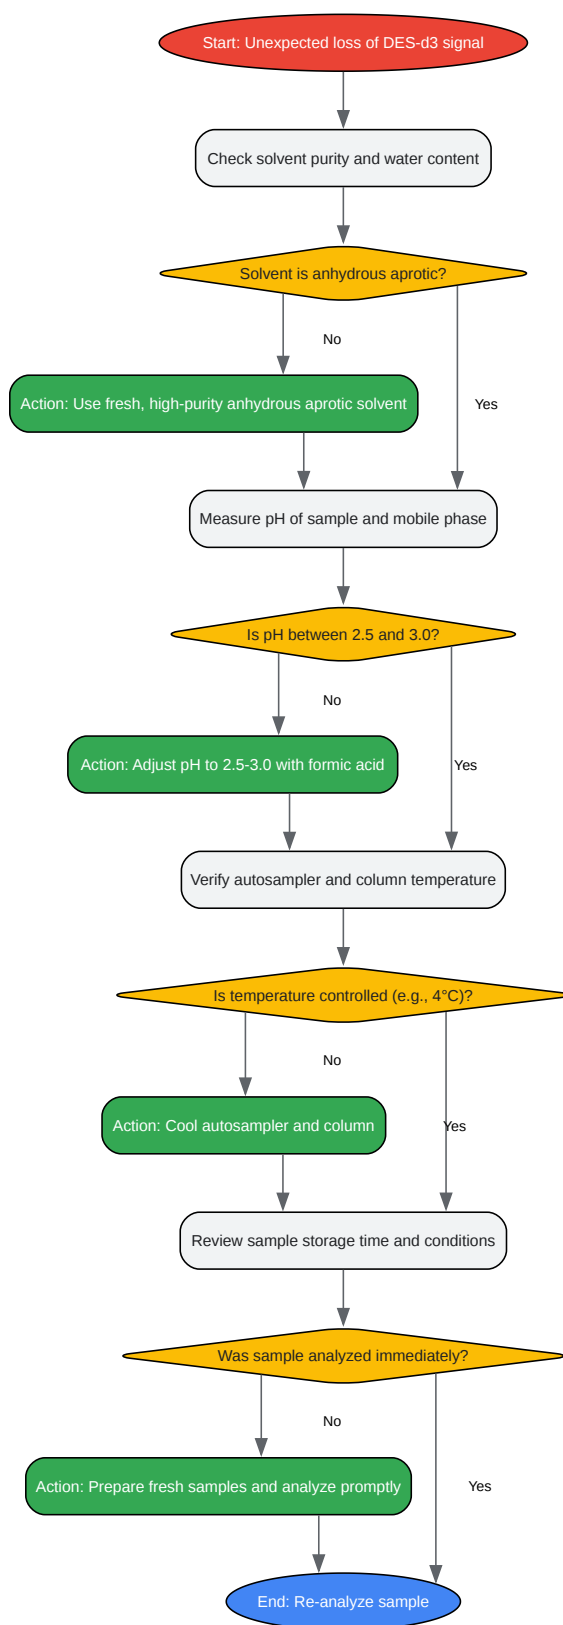 Start: Unexpected loss of DES-d3 signal
Check solvent purity and water content
Solvent is anhydrous aprotic?
No
Action: Use fresh, high-purity anhydrous aprotic solvent
Yes
Measure pH of sample and mobile phase
Is pH between 2.5 and 3.0?
No
Action: Adjust pH to 2.5-3.0 with formic acid
Yes
Verify autosampler and column temperature
Is temperature controlled (e.g., 4°C)?
No
Action: Cool autosampler and column
Yes
Review sample storage time and conditions
Was sample analyzed immediately?
No
Action: Prepare fresh samples and analyze promptly
Yes
End: Re-analyze sample